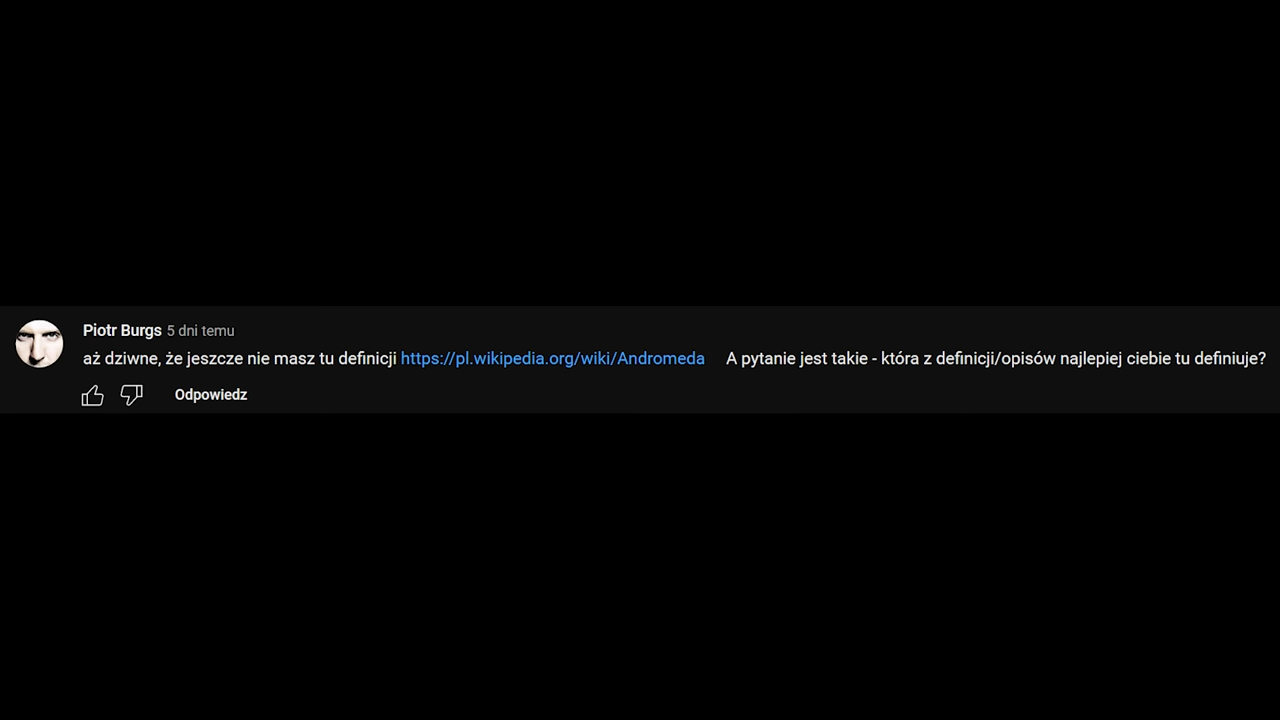 Piotr Burgs 5 dni temu
aż dziwne, że jeszcze nie masz tu definicji https://pl.wikipedia.org/wiki/Andromeda A pytanie jest takie - która z definicji/opisów najlepiej ciebie tu definiuje?
Odpowiedz